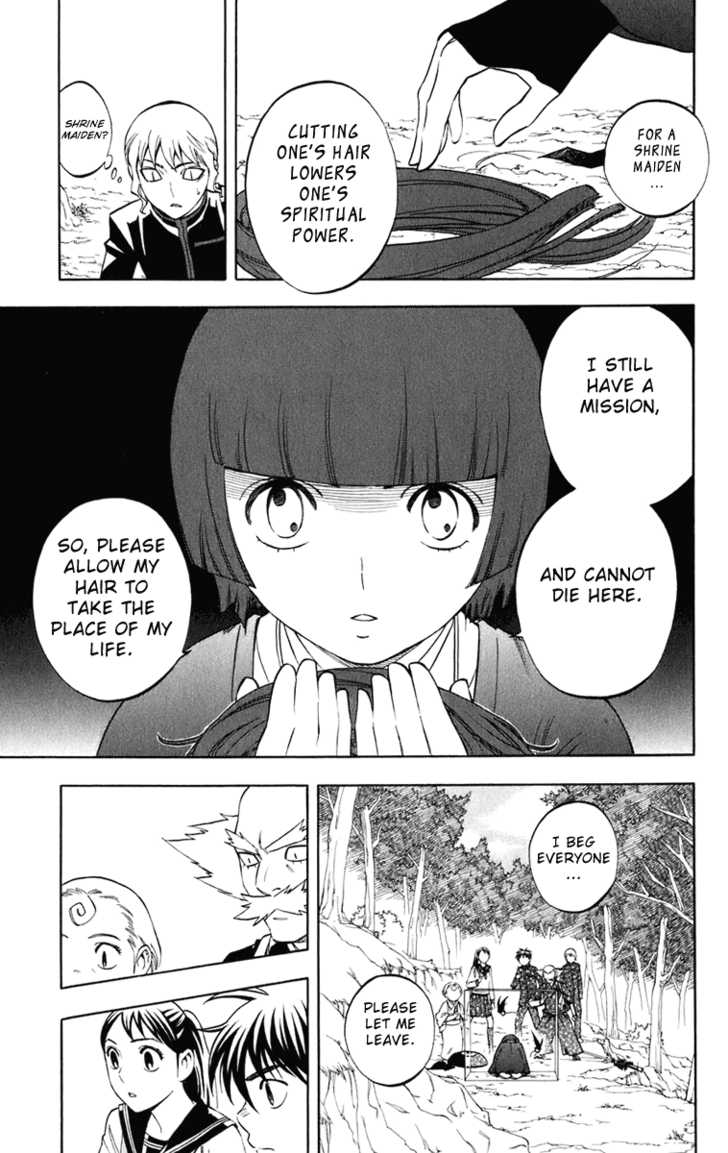 FOR A
SHRINE
MAIDEN
...
CUTTING
ONE'S HAIR
LOWERS
ONE'S
SPIRITUAL
POWER.
SHRINE
MAIDEN?
I STILL
HAVE A
MISSION,
AND CANNOT
DIE HERE.
SO, PLEASE
ALLOW MY
HAIR TO
TAKE THE
PLACE OF MY
LIFE.
I BEG
EVERYONE
...
PLEASE
LET ME
LEAVE.